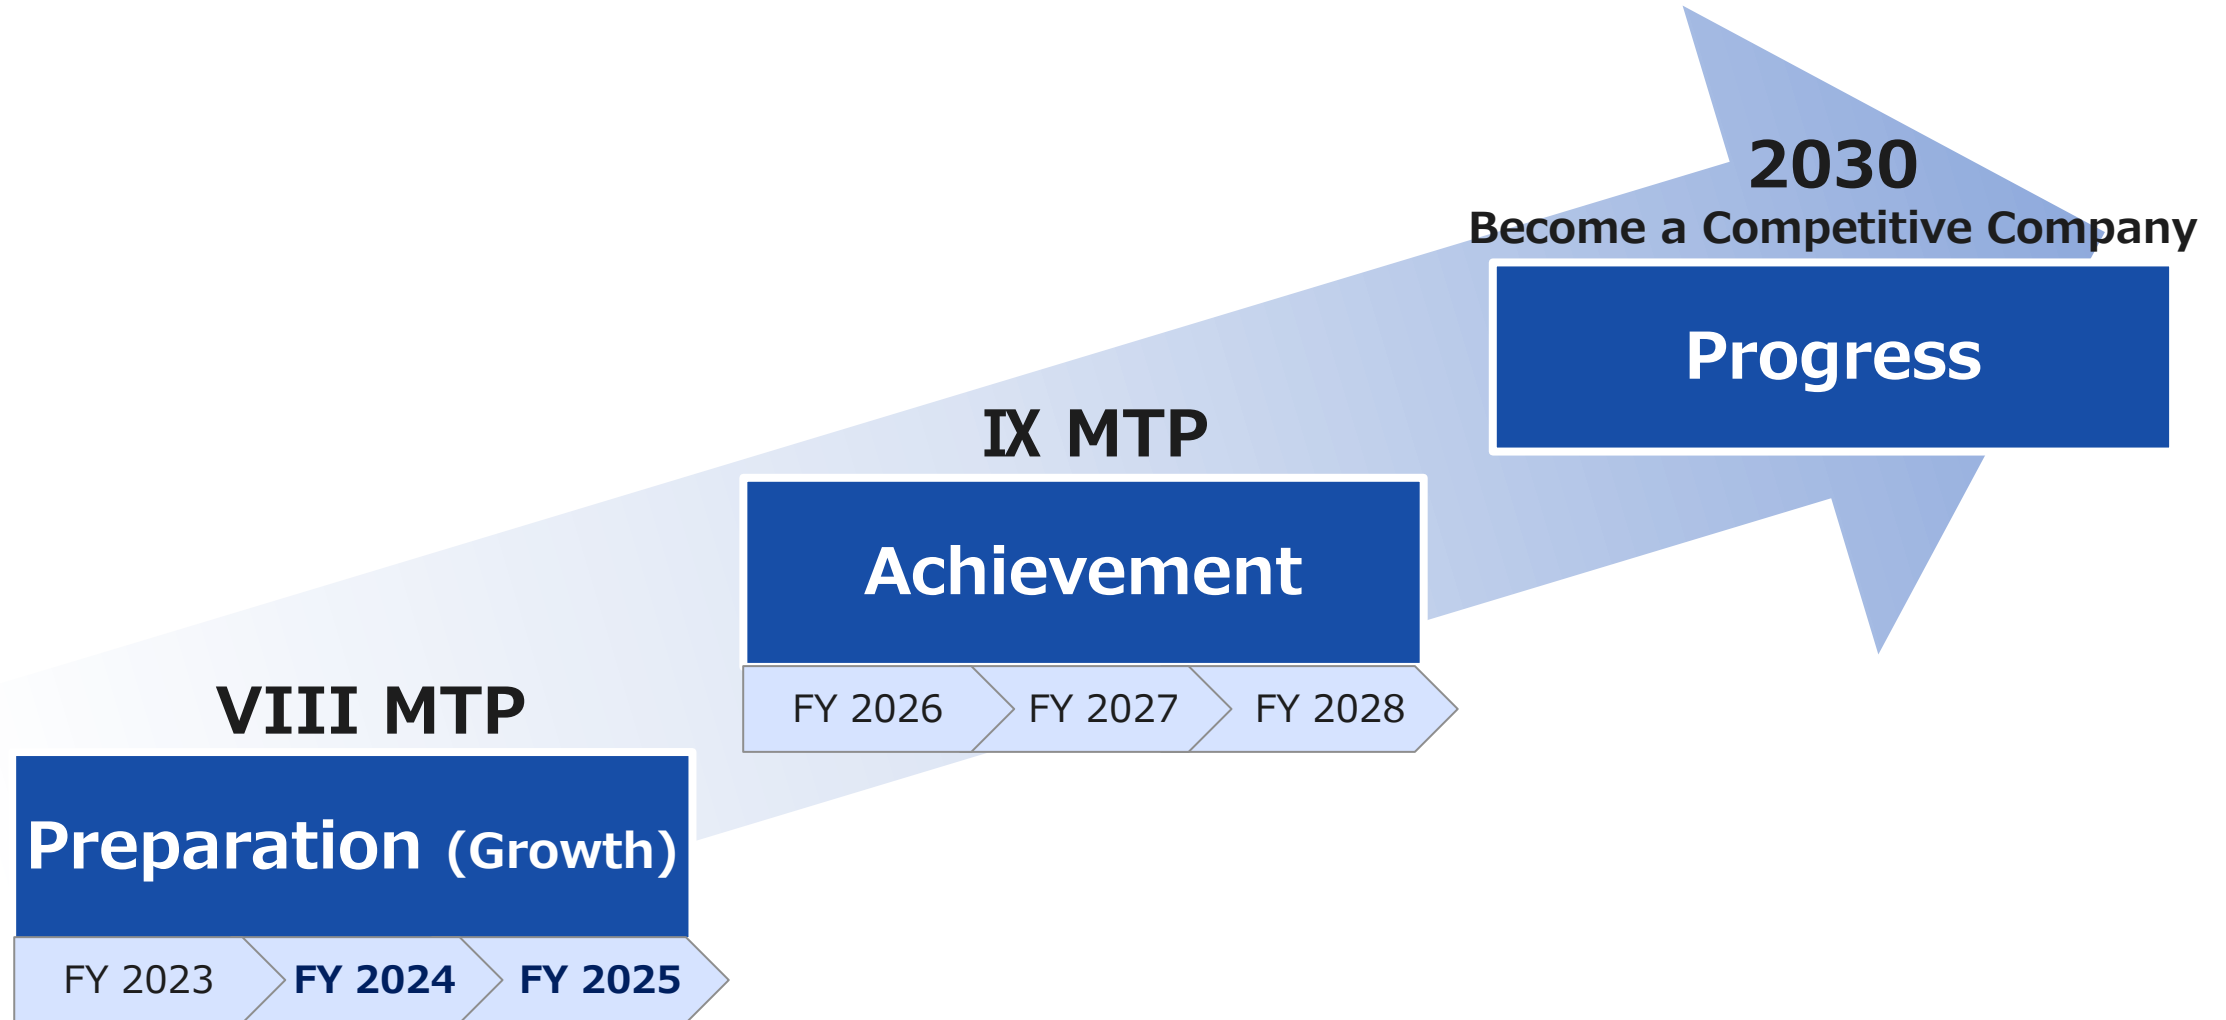 2030
Become a Competitive Company
Progress
Ⅸ MTP
Achievement
FY 2026 FY 2027 FY 2028
VIII MTP
Preparation (Growth)
FY 2023 FY 2024 FY 2025